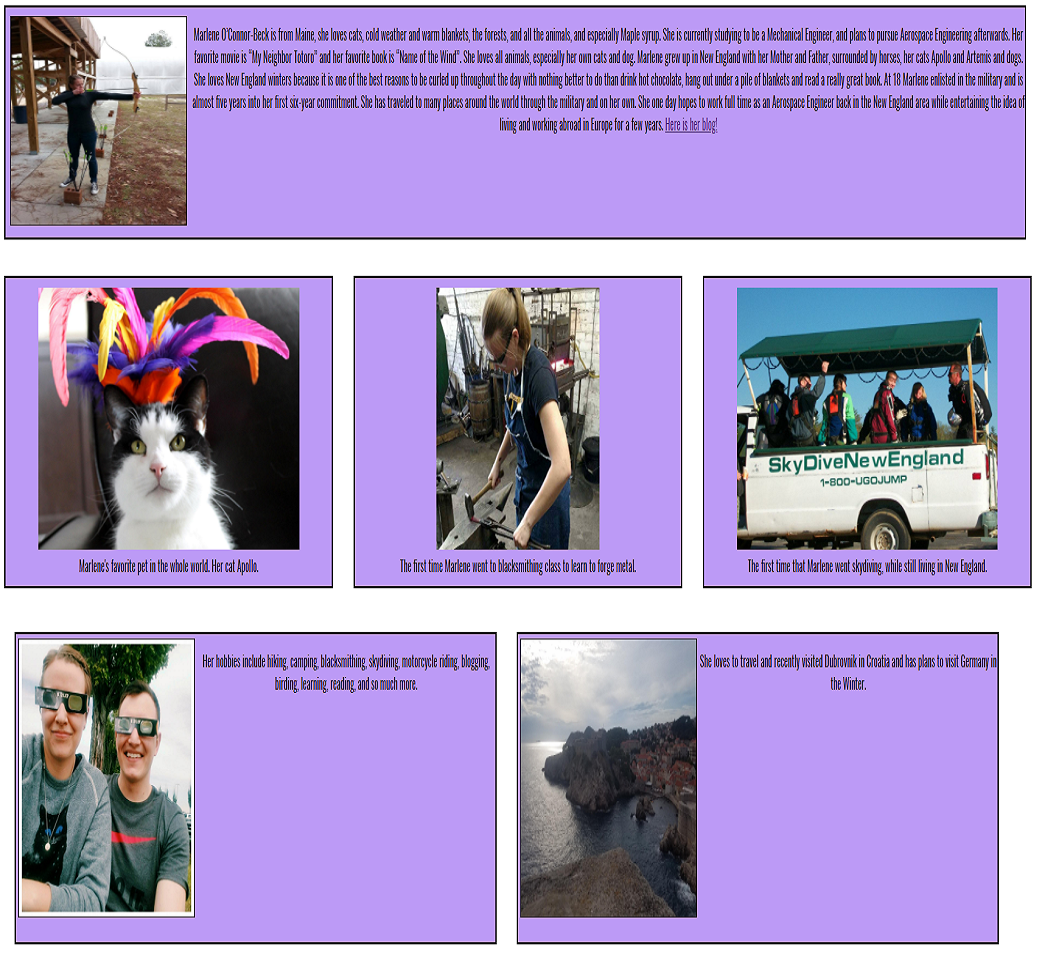 Marlene O'Connor-Beck is from Maine, she loves cats, cold weather and warm blankets, the forests, and all the animals, and especially Maple syrup. She is currently studying to be a Mechanical Engineer, and plans to pursue Aerospace Engineering afterwards. Her
favorite movie is "My Neighbor Totoro" and her favorite book is "Name of the Wind". She loves all animals, especially her own cats and dog. Marlene grew up in New England with her Mother and Father, surrounded by horses, her cats Apollo and Artemis and dogs.
She loves New England winters because it is one of the best reasons to be curled up throughout the day with nothing better to do than drink hot chocolate, hang out under a pile of blankets and read a really great book. At 18 Marlene enlisted in the military and is
almost five years into her first six-year commitment. She has traveled to many places around the world through the military and on her own. She one day hopes to work full time as an Aerospace Engineer back in the New England area while entertaining the idea of
living and working abroad in Europe for a few years. Here is her blog!
SkyDiveNewEngland
1-800-UGOJUMP
Marlene's favorite pet in the whole world. Her cat Apollo.
The first time Marlene went to blacksmithing class to learn to forge metal.
The first time that Marlene went skydiving, while still living in New England.
Her hobbies include hiking, camping, blacksmithing, skydiving, motorcycle riding, blogging,
birding, learning, reading, and so much more.
She loves to travel and recently visited Dubrovnik in Croatia and has plans to visit Germany in
the Winter.